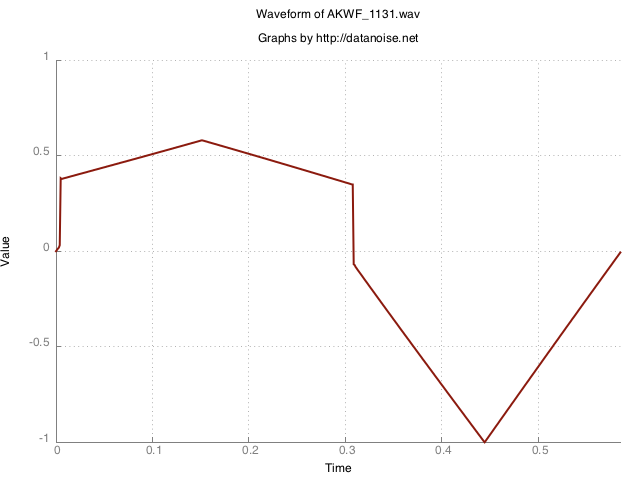 Waveform of AKWF_1131.wav
Graphs by http://datanoise.net
1
0.5
0
-0.5
-1
Value
0 0.1 0.2 0.3 0.4 0.5
Time